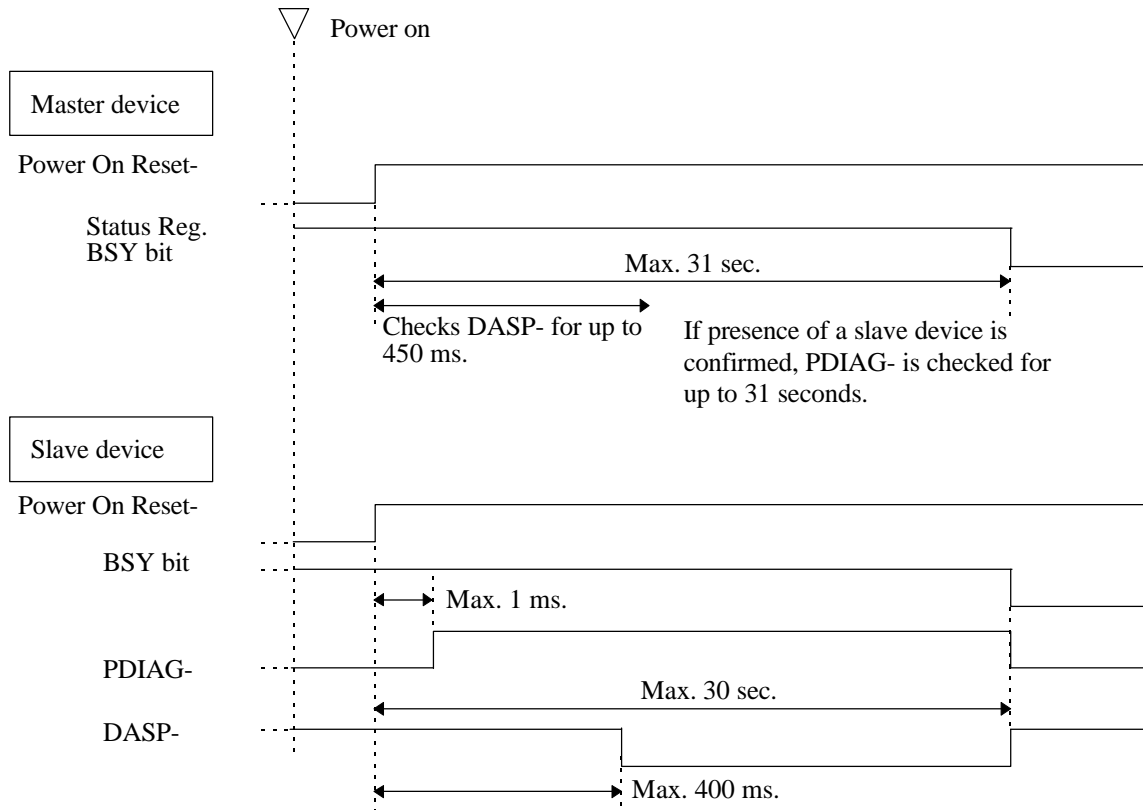 Power on
Master device
Power On Reset-
Status Reg.
BSY bit
Max. 31 sec.
Checks DASP- for up to
450 ms.
If presence of a slave device is
confirmed, PDIAG- is checked for
up to 31 seconds.
Slave device
Power On Reset-
BSY bit
Max. 1 ms.
PDIAG-
Max. 30 sec.
DASP-
Max. 400 ms.